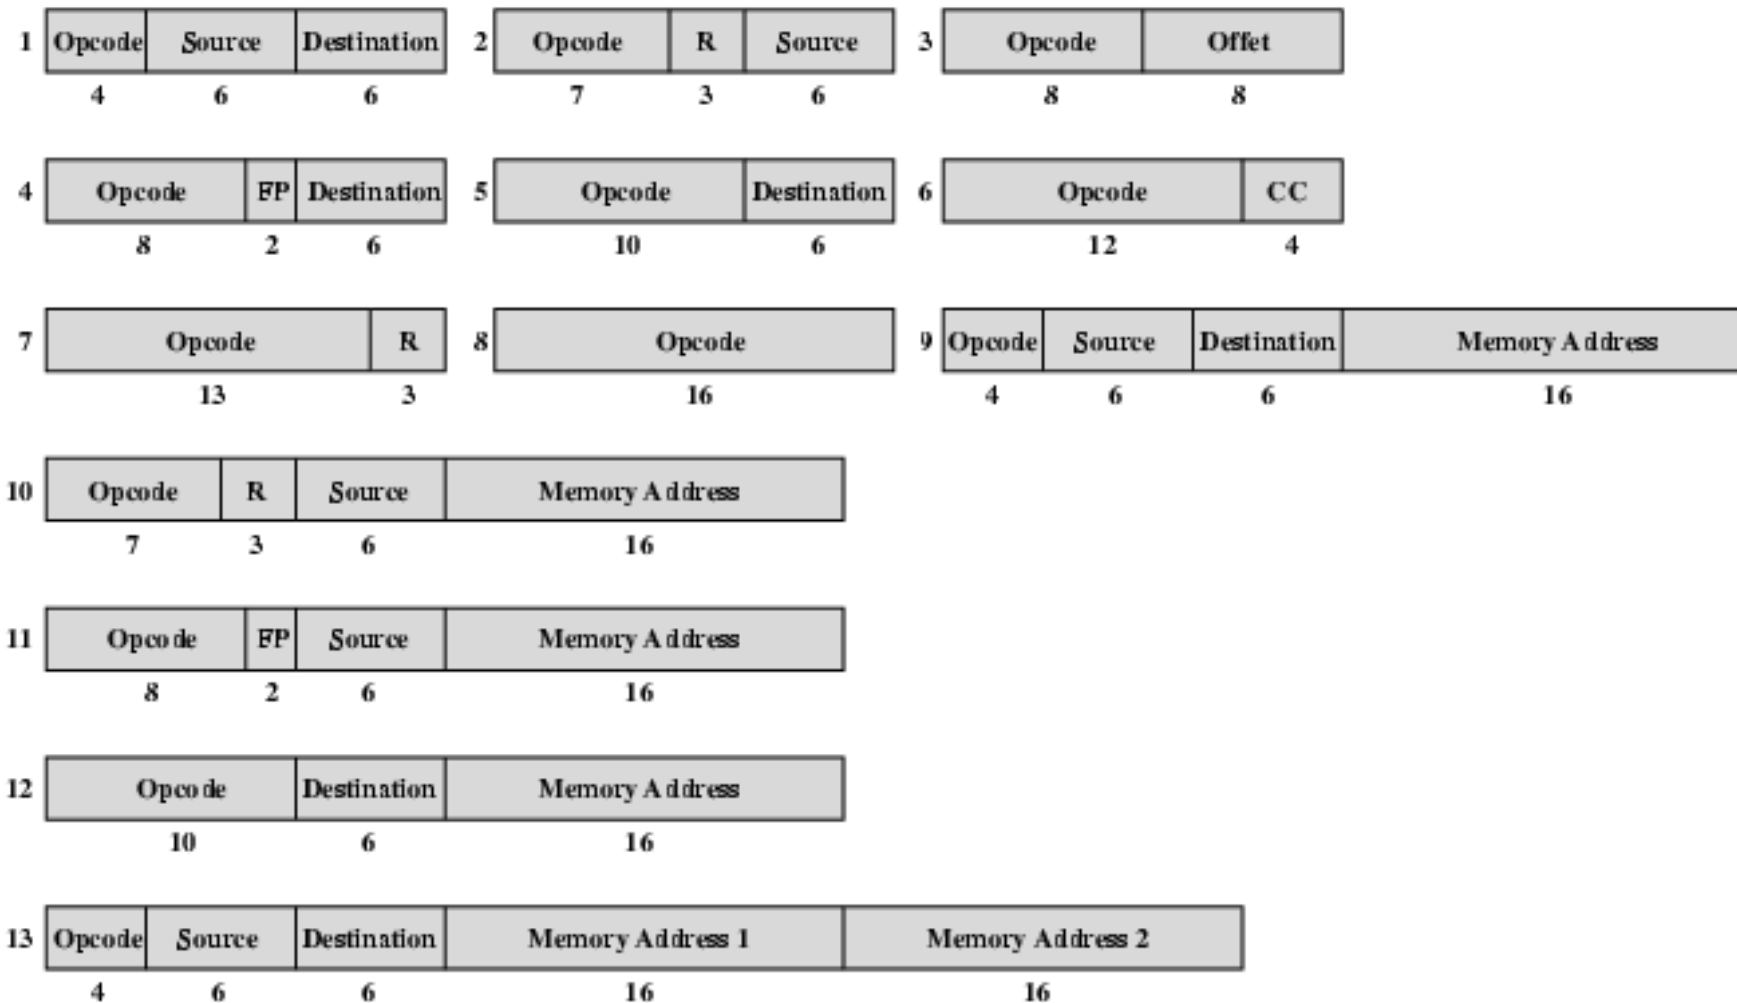 1 Opcode Source Destination 2 Opcode R Source 3 Opcode Offet
4 6 6 7 3 6 8 8
4 Opcode FP Destination 5 Opcode Destination 6 Opcode CC
8 2 6 10 6 12 4
7 Opcode R 8 Opcode 9 Opcode Source Destination Memory Address
13 3 16 4 6 6 16
10 Opcode R Source Memory Address
7 3 6 16
11 Opcode FP Source Memory Address
8 2 6 16
12 Opcode Destination Memory Address
10 6 16
13 Opcode Source Destination Memory Address 1 Memory Address 2
4 6 6 16 16